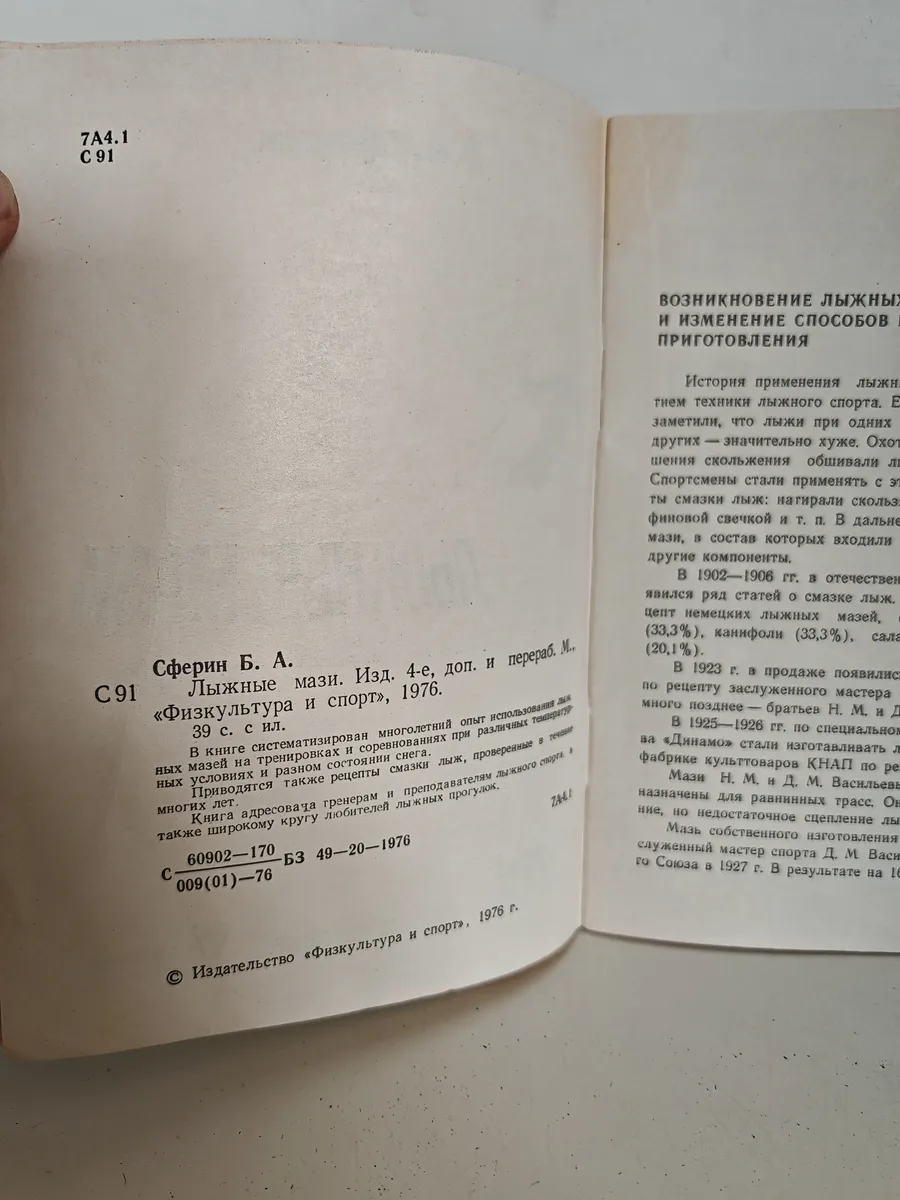 7А4.1
С 91
Сферин Б. А.
С 91 Лыжные мази. Изд. 4-е, доп. и перераб. М.,
«Физкультура и спорт», 1976.
39 с. с ил.
В книге систематизирован многолетний опыт использования лыж
ных мазей на тренировках и соревнованиях при различных температур-
ных условиях и разном состоянии снега.
Приводятся также рецепты смазки лыж, проверенные в течение
многих лет.
Книга адресовача тренерам и преподавателям лыжного спорта, а
также широкому кругу любителей лыжных прогулок.
С 60902—170
009(01)—76 БЗ 49—20—1976
7А4.1
© Издательство «Физкультура и спорт», 1976 г.
ВОЗНИКНОВЕНИЕ ЛЫЖНЫХ
И ИЗМЕНЕНИЕ СПОСОБОВ
ПРИГОТОВЛЕНИЯ
История применения лыжн
тием техники лыжного спорта. Е
заметили, что лыжи при одних
других — значительно хуже. Охот
шения скольжения обшивали л
Спортсмены стали применять с э
ты смазки лыж: натирали скольз
финовой свечкой и т. п. В дальне
мази, в состав которых входили
другие компоненты.
В 1902—1906 гг. в отечествен
явился ряд статей о смазке лыж.
цепт немецких лыжных мазей,
(33,3%), канифоли (33,3%), сала
(20,1%).
В 1923 г. в продаже появилис
по рецепту заслуженного мастера
много позднее — братьев Н. М. и Д
В 1925—1926 гг. по специальном
ва «Динамо» стали изготавливать л
фабрике культтоваров КНАП по ре
Мази Н. М. и Д. М. Васильевы
назначены для равнинных трасс. Он
ние, но недостаточное сцепление лы
Мазь собственного изготовления
служенный мастер спорта Д. М Васи
го Союза в 1927 г. В результате на 1